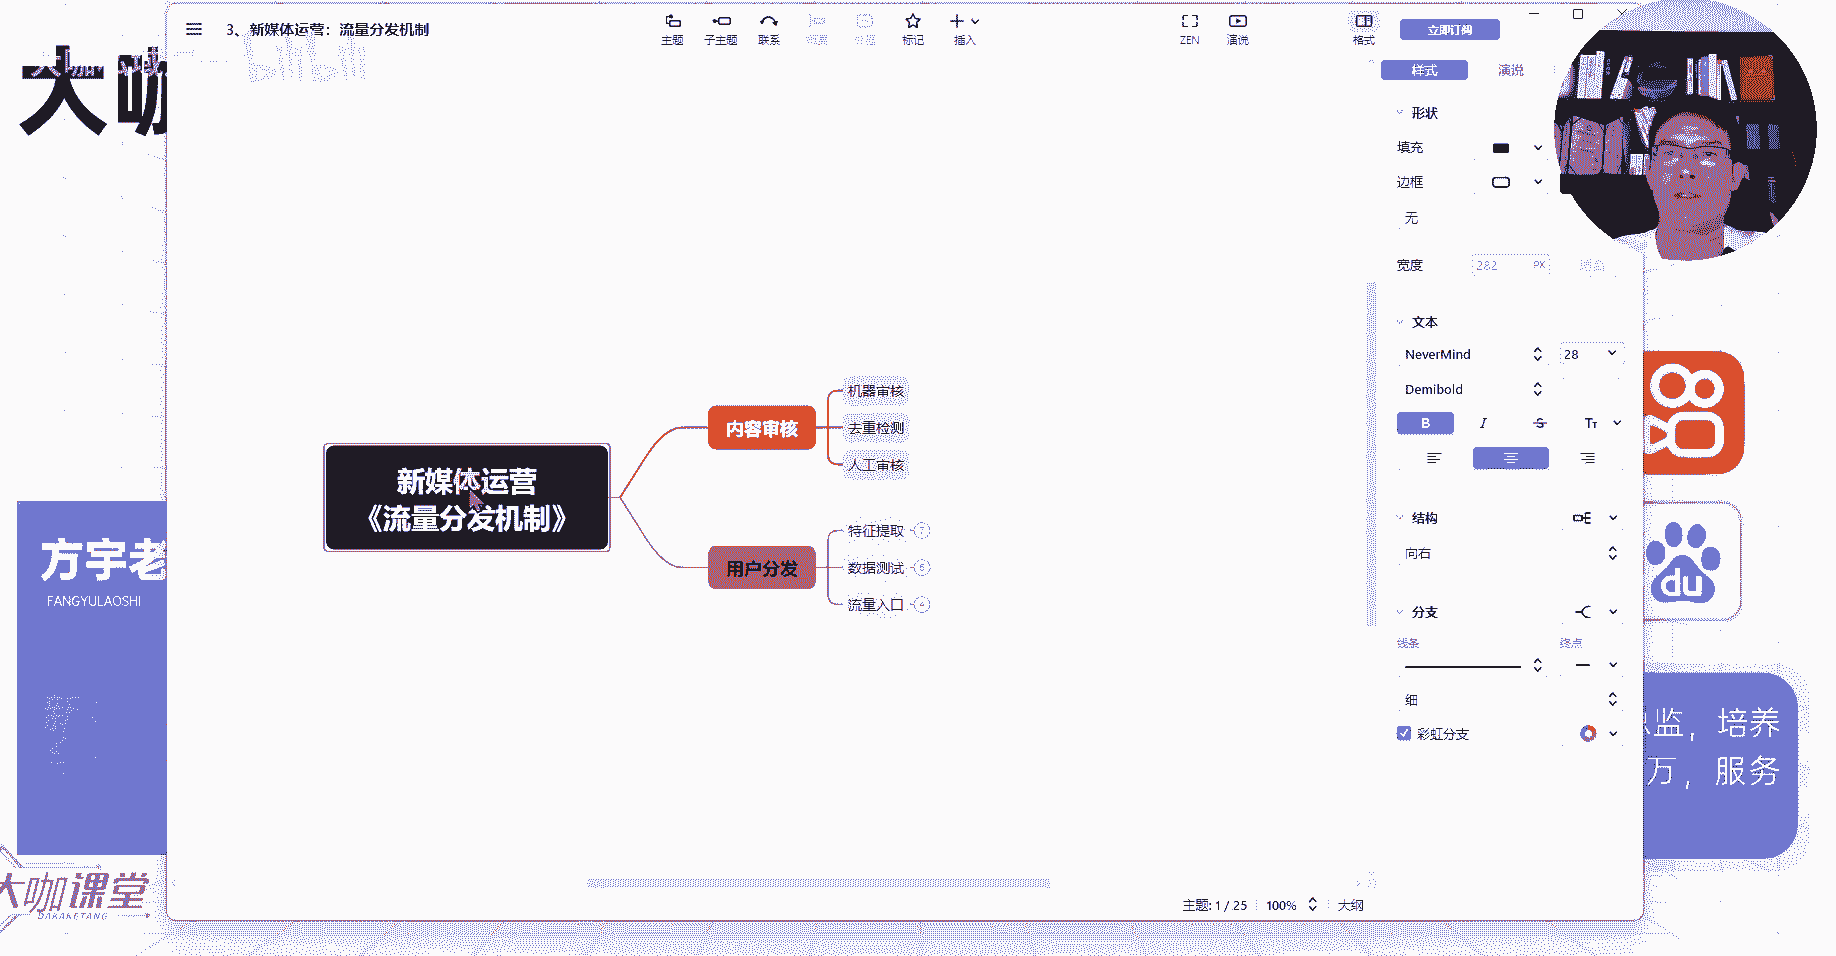 3、新媒体运营：流量分发机制
主题
子主题
联系
标记
插入
ZEN
演说
格式
立即订购
bilibili
大咖
样式
演说
形状
填充
边框
无
宽度
282
PX
文本
NeverMind
28
Demibold
B
I
S
TT
结构
向右
分支
线条
终点
细
彩虹分支
新媒体运营
《流量分发机制》
内容审核
机器审核
去重检测
人工审核
用户分发
特征提取
数据测试
流量入口
方宇老
FANGYULAOSHI
du
监，培养
万，服务
大咖课堂
DAKAKETANG
主题: 1 / 25
100%
大纲